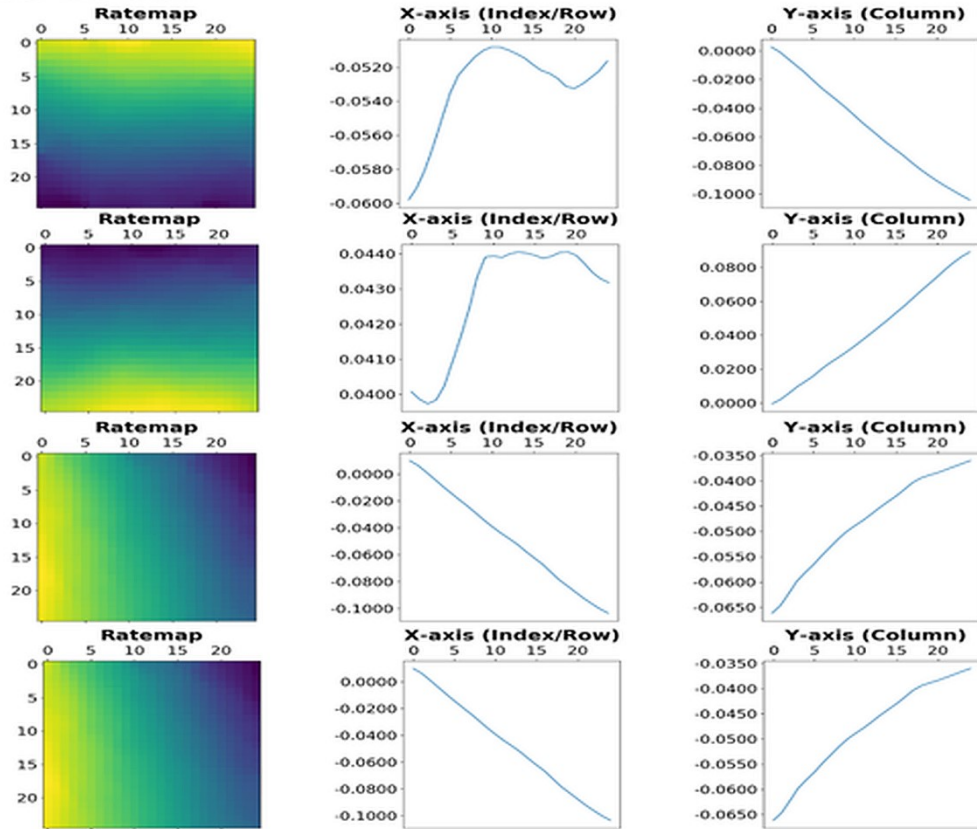 Ratemap X-axis (Index/Row) Y-axis (Column)
0 5 10 15 20 0 5 10 15 20 0 5 10 15 20
0 5 10 15 20
-0.0520 -0.0540 -0.0560 -0.0580 -0.0600
0.0000 -0.0200 -0.0400 -0.0600 -0.0800 -0.1000
Ratemap X-axis (Index/Row) Y-axis (Column)
0 5 10 15 20 0 5 10 15 20 0 5 10 15 20
0 5 10 15 20
0.0440 0.0430 0.0420 0.0410 0.0400
0.0800 0.0600 0.0400 0.0200 0.0000
Ratemap X-axis (Index/Row) Y-axis (Column)
0 5 10 15 20 0 5 10 15 20 0 5 10 15 20
0 5 10 15 20
0.0000 -0.0200 -0.0400 -0.0600 -0.0800 -0.1000
-0.0350 -0.0400 -0.0450 -0.0500 -0.0550 -0.0600 -0.0650
Ratemap X-axis (Index/Row) Y-axis (Column)
0 5 10 15 20 0 5 10 15 20 0 5 10 15 20
0 5 10 15 20
0.0000 -0.0200 -0.0400 -0.0600 -0.0800 -0.1000
-0.0350 -0.0400 -0.0450 -0.0500 -0.0550 -0.0600 -0.0650